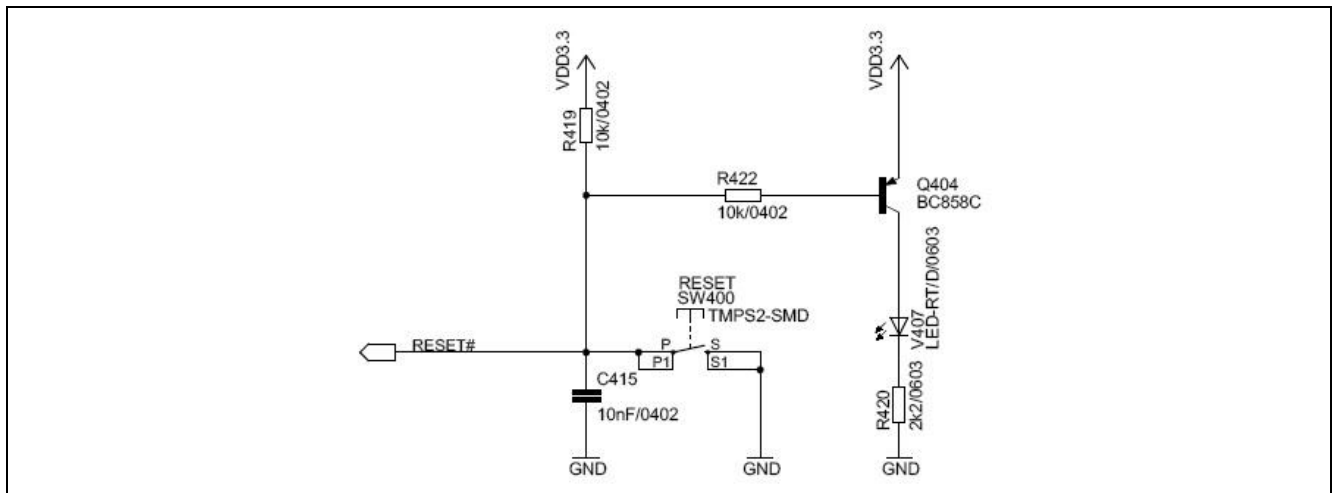 VDD3.3
VDD3.3
R419
10k/0402
R422
10k/0402
Q404
BC858C
RESET
SW400
TMPS2-SMD
V407
LED-RT/D/0603
RESET#
P
S
P1
S1
C415
10nF/0402
R420
2k2/0603
GND
GND
GND